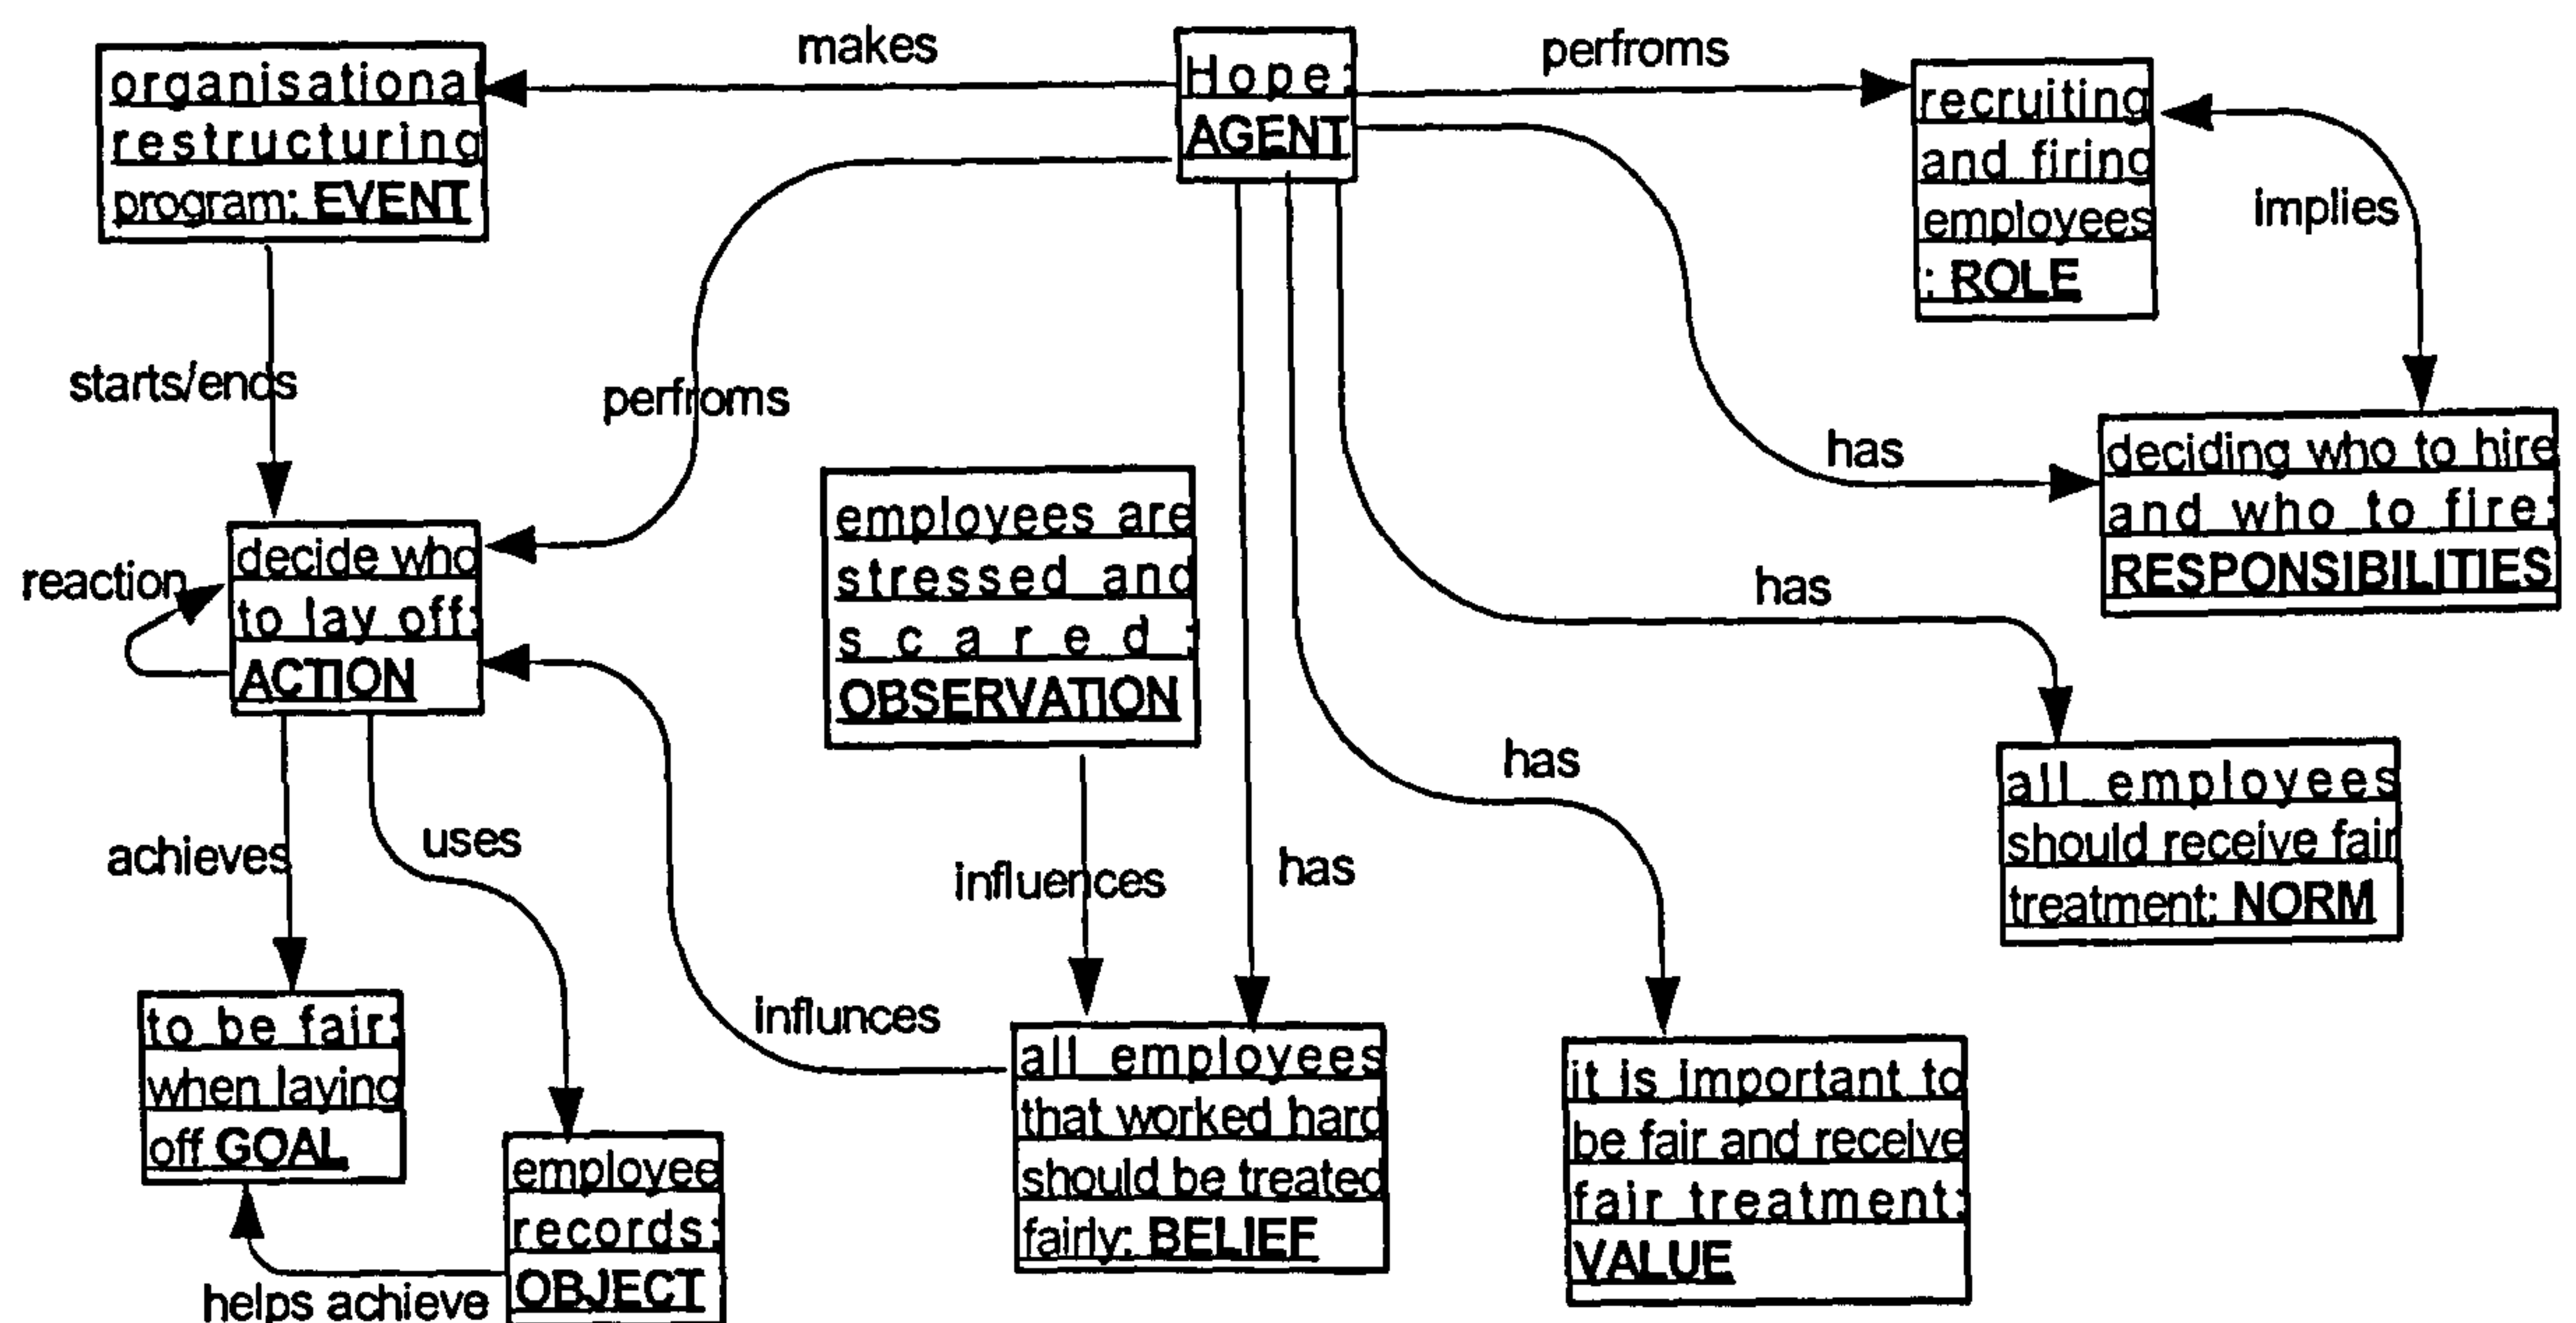 makes
Hope:
AGENT
perfroms
organisational
restructuring
program: EVENT
recruiting
and firing
employees
: ROLE
implies
starts/ends
perfroms
has
deciding who to hire
and who to fire:
RESPONSIBILITIES
employees are
stressed and
scared :
OBSERVATION
decide who
to lay off:
ACTION
reaction
has
has
all employees
should receive fair
treatment: NORM
achieves
uses
influences
has
influnces
to be fair:
when laying
off GOAL
all employees
that worked hard
should be treated
fairly: BELIEF
it is important to
be fair and receive
fair treatment:
VALUE
employee
records:
OBJECT
helps achieve